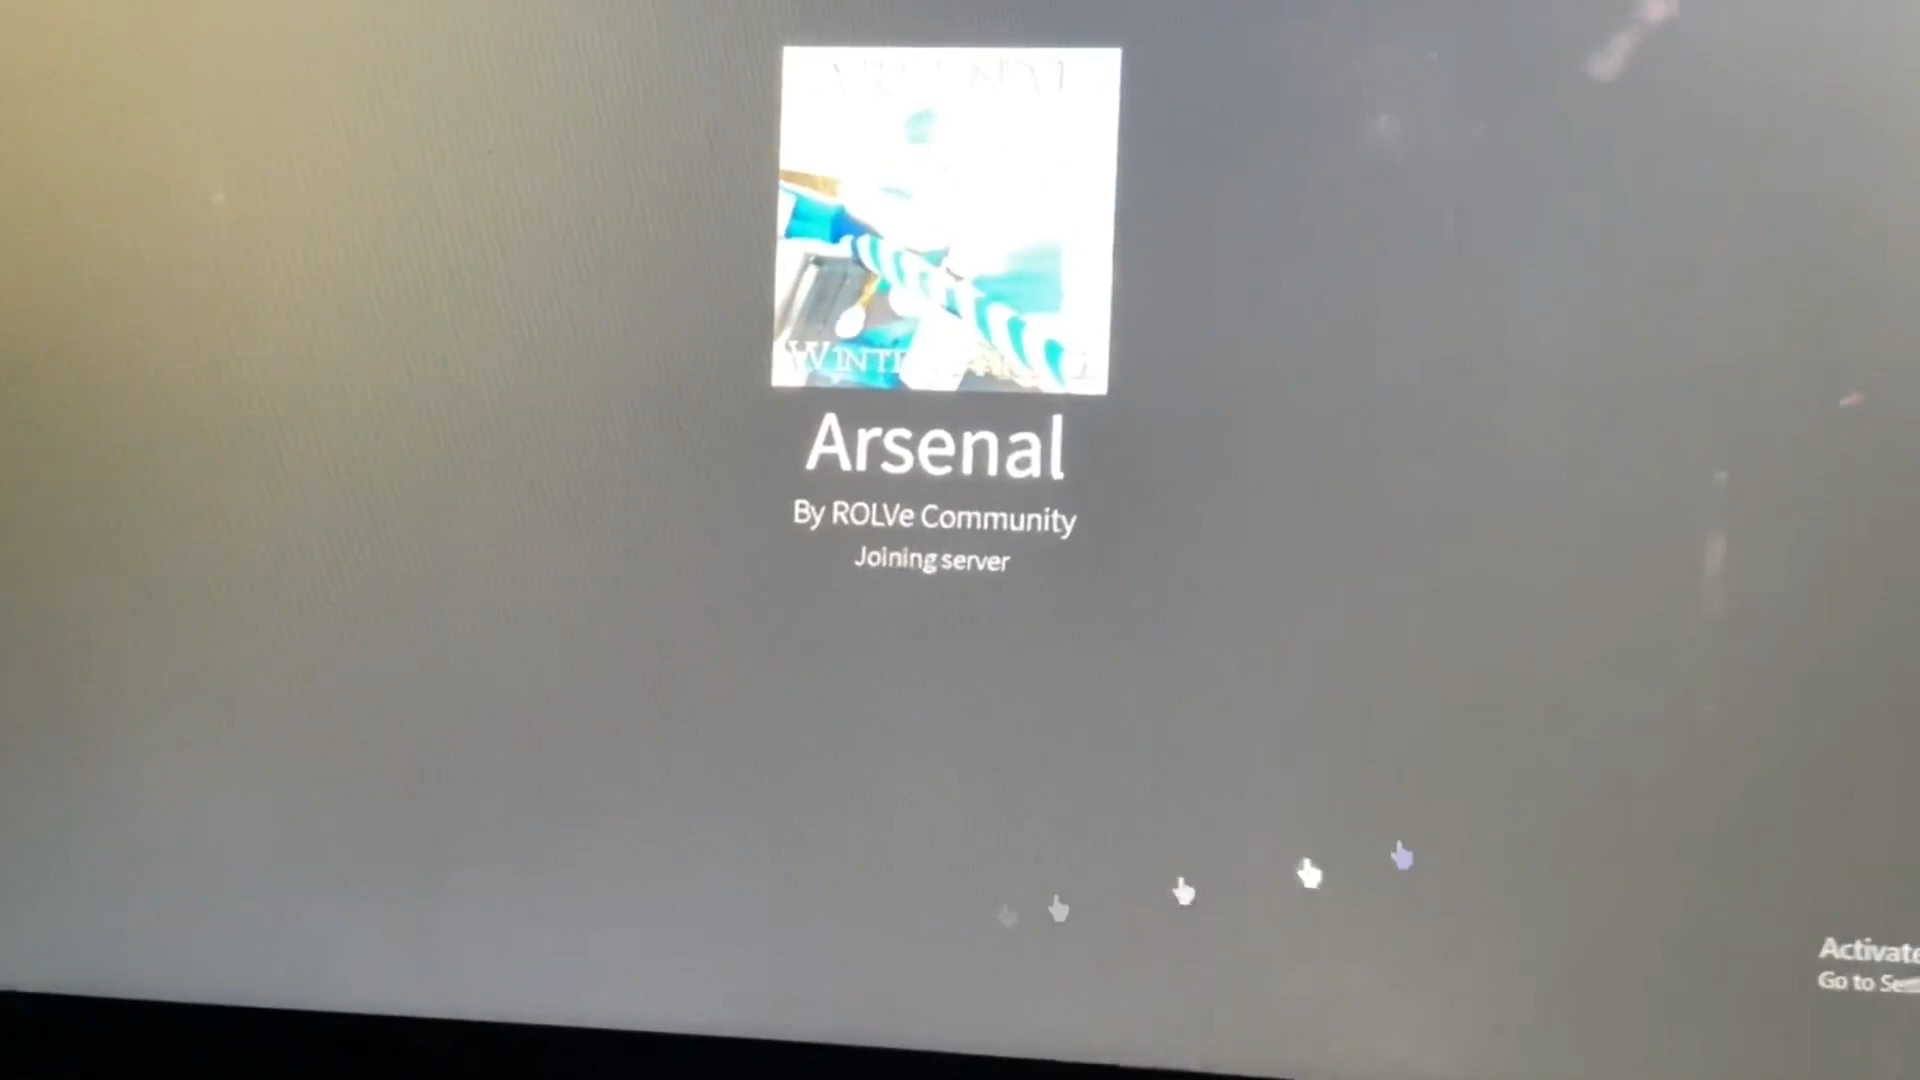 Arsenal
By ROLVe Community
Joining server
Activate
Go to